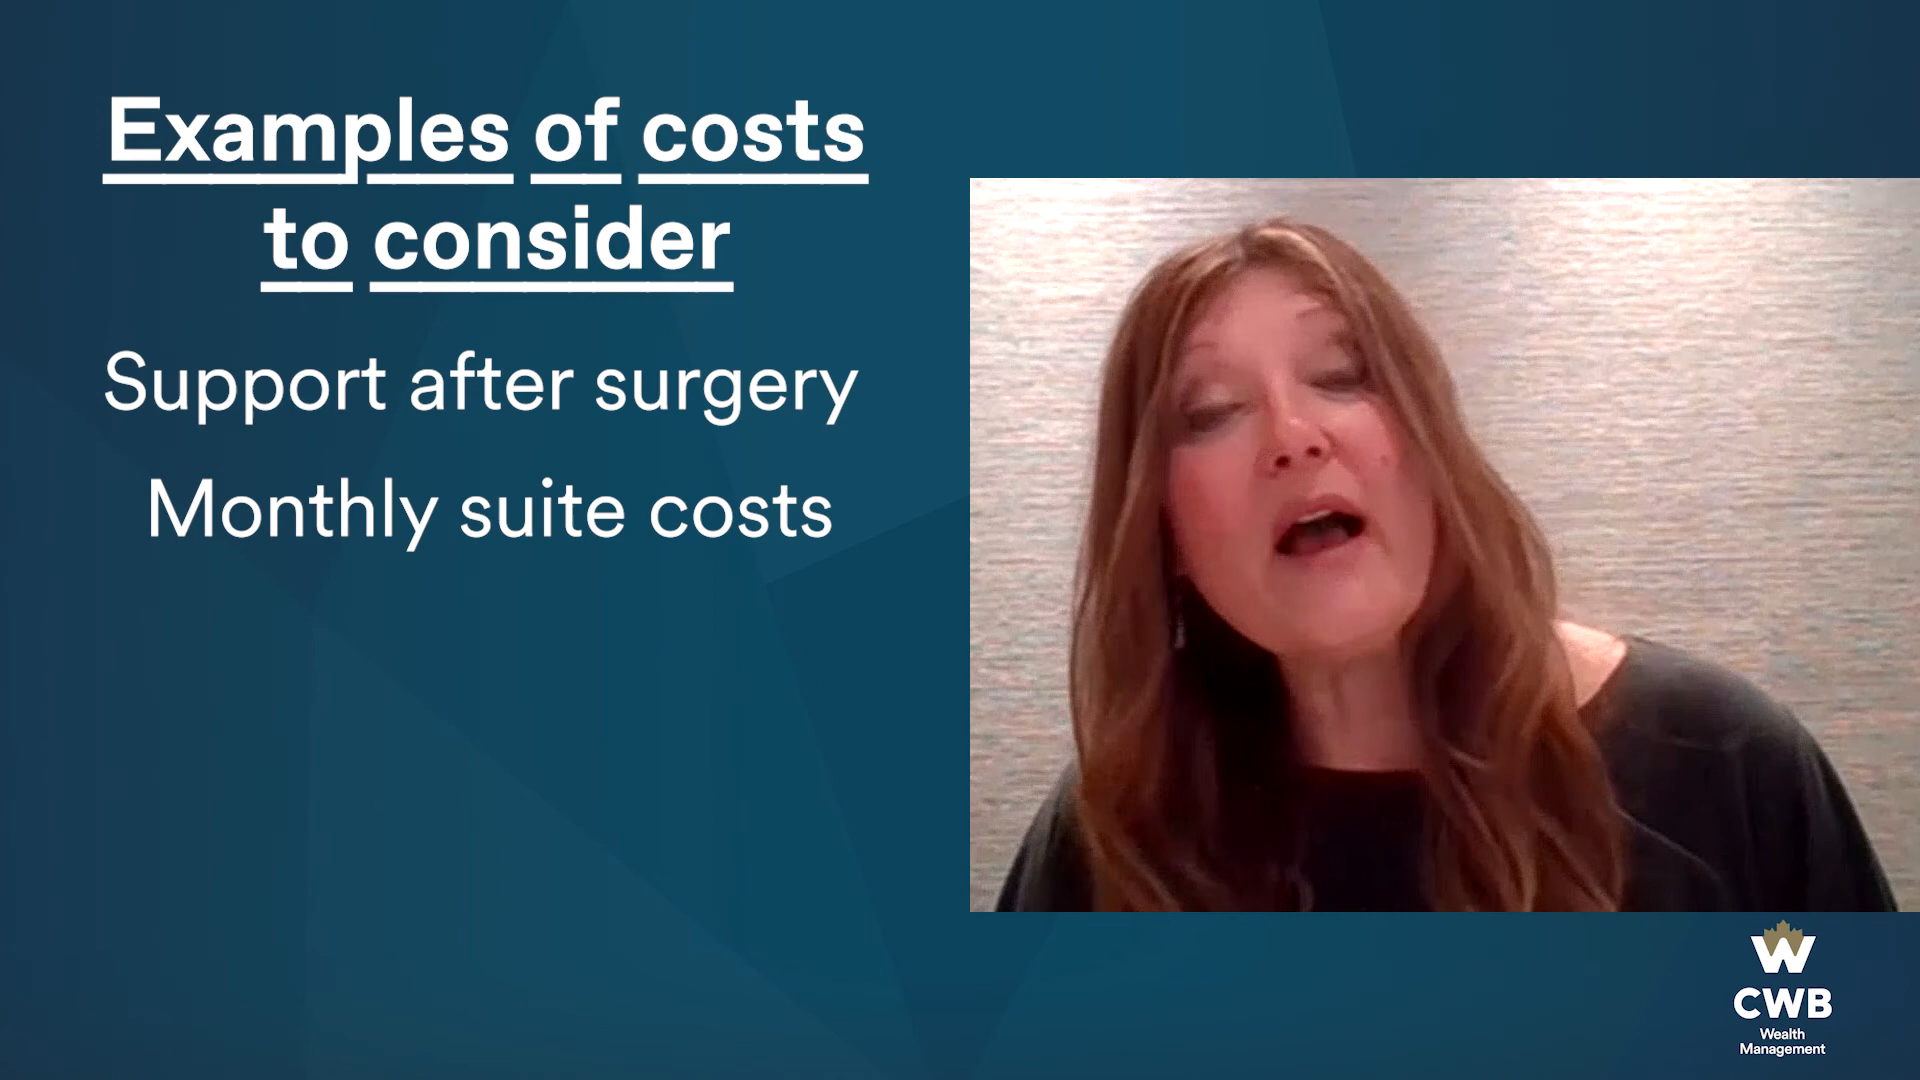 Examples of costs
to consider
Support after surgery
Monthly suite costs
W
CWB
Wealth
Management